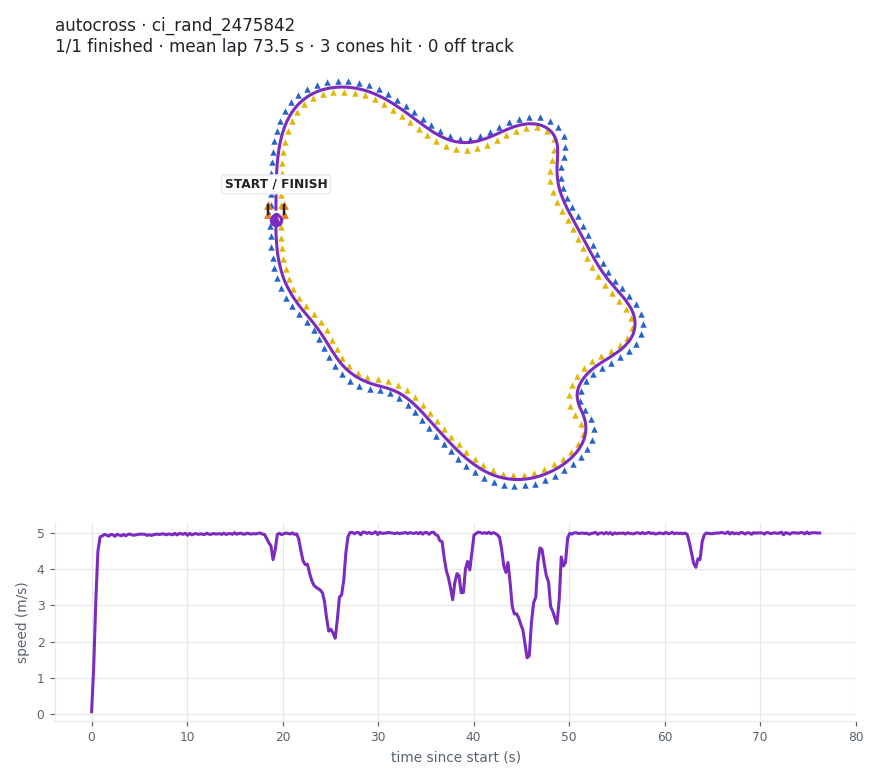 autocross · ci_rand_2475842
1/1 finished · mean lap 73.5 s · 3 cones hit · 0 off track
START / FINISH
5
4
3
2
1
0
speed (m/s)
0 10 20 30 40 50 60 70 80
time since start (s)